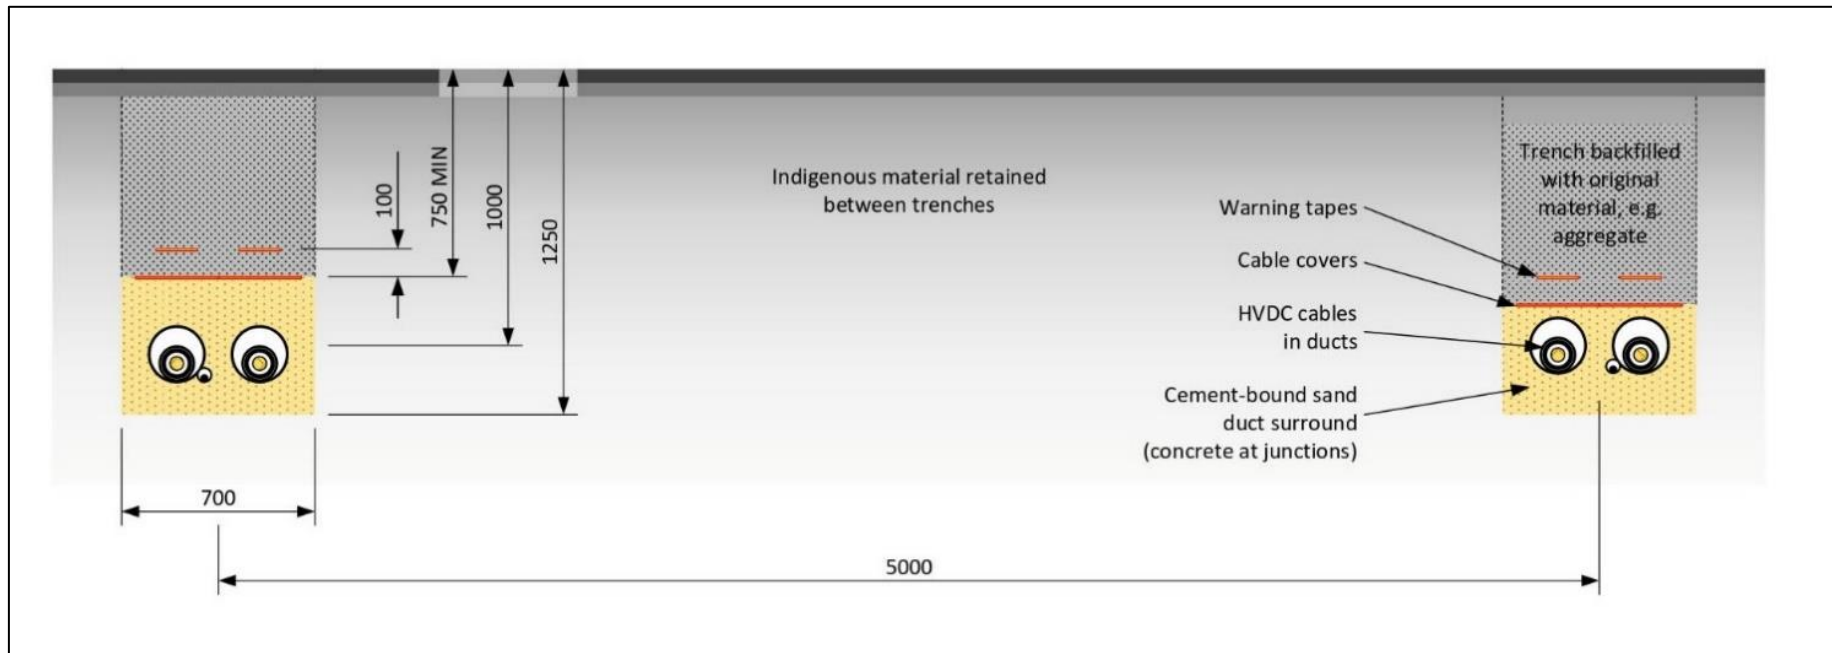 100
750 MIN
1000
1250
Indigenous material retained
between trenches
Warning tapes
Cable covers
HVDC cables
in ducts
Cement-bound sand
duct surround
(concrete at junctions)
Trench backfilled
with original
material, e.g.
aggregate
700
5000